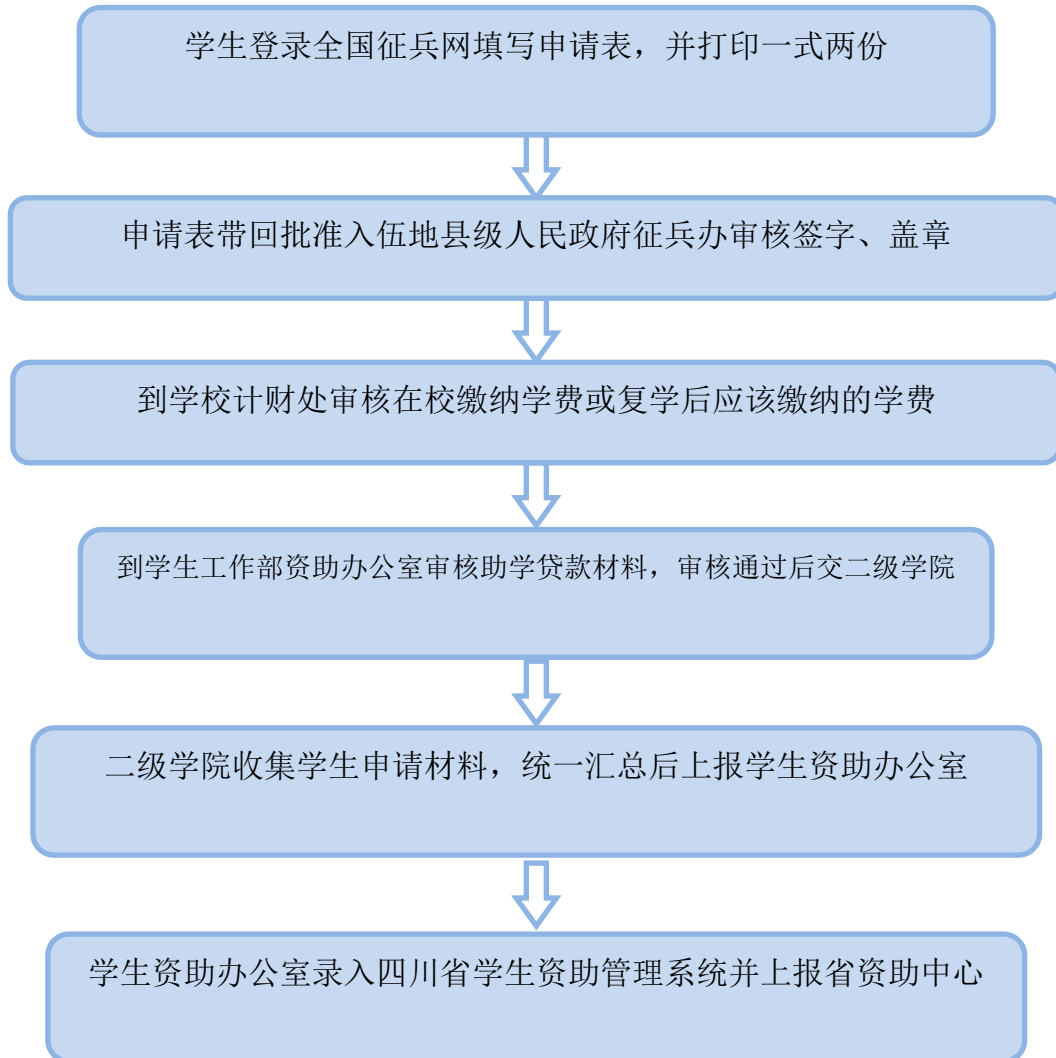 学生登录全国征兵网填写申请表，并打印一式两份
申请表带回批准入伍地县级人民政府征兵办审核签字、盖章
到学校计财处审核在校缴纳学费或复学后应该缴纳的学费
到学生工作部资助办公室审核助学贷款材料，审核通过后交二级学院
二级学院收集学生申请材料，统一汇总后上报学生资助办公室
学生资助办公室录入四川省学生资助管理系统并上报省资助中心